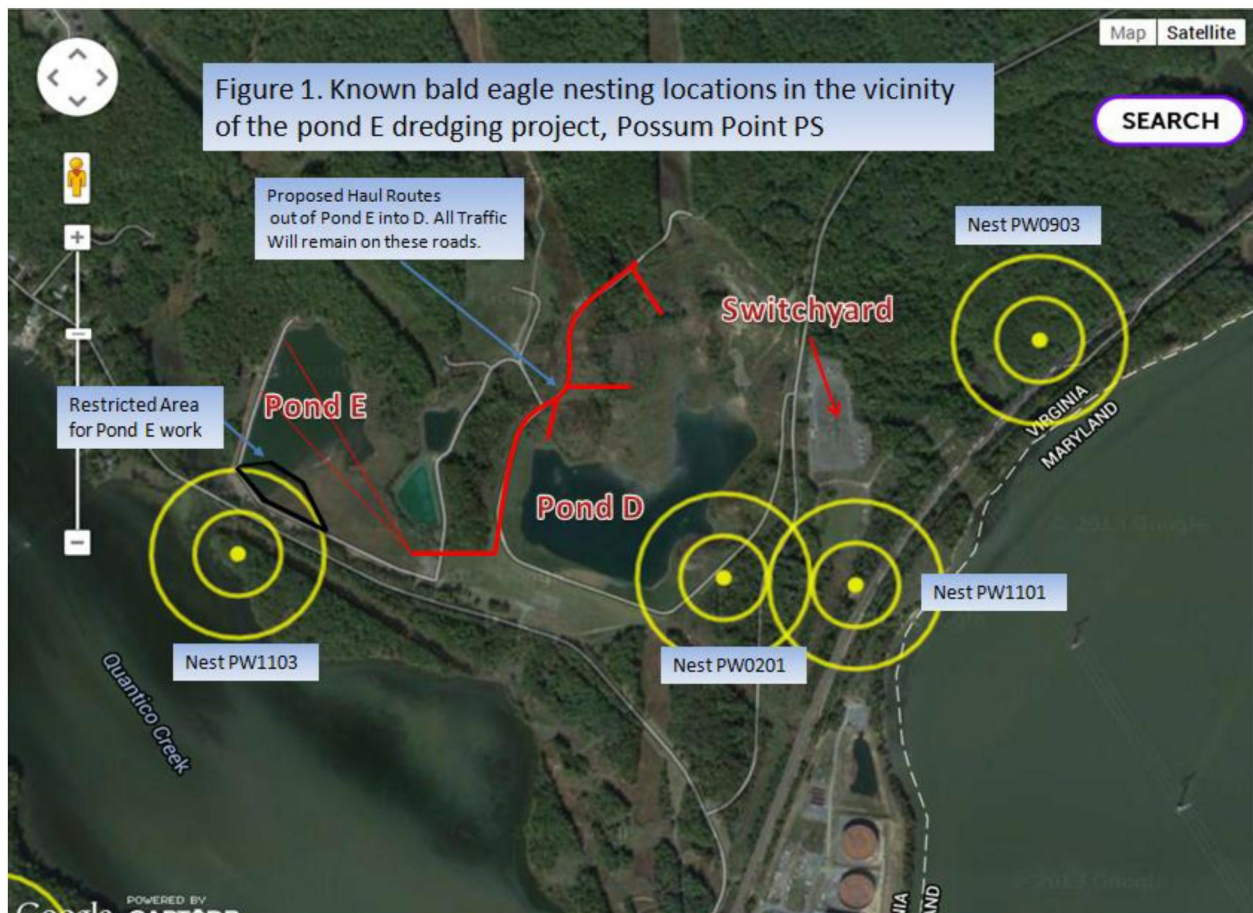 Map Satellite
Figure 1. Known bald eagle nesting locations in the vicinity
of the pond E dredging project, Possum Point PS
SEARCH
Proposed Haul Routes
out of Pond E into D. All Traffic
Will remain on these roads.
Nest PW0903
Switchyard
Restricted Area
for Pond E work
Pond E
VIRGINIA
MARYLAND
Pond D
Nest PW1101
Nest PW1103
Nest PW0201
Quantico Creek
Google
POWERED BY